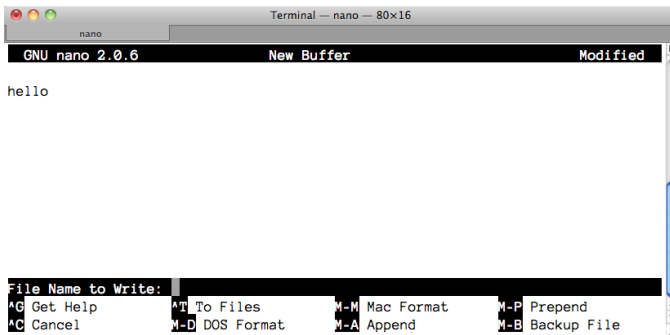 Terminal — nano — 80×16
nano
GNU nano 2.0.6 New Buffer Modified
hello
File Name to Write:
^G Get Help ^T To Files M-M Mac Format M-P Prepend
^C Cancel M-D DOS Format M-A Append M-B Backup File